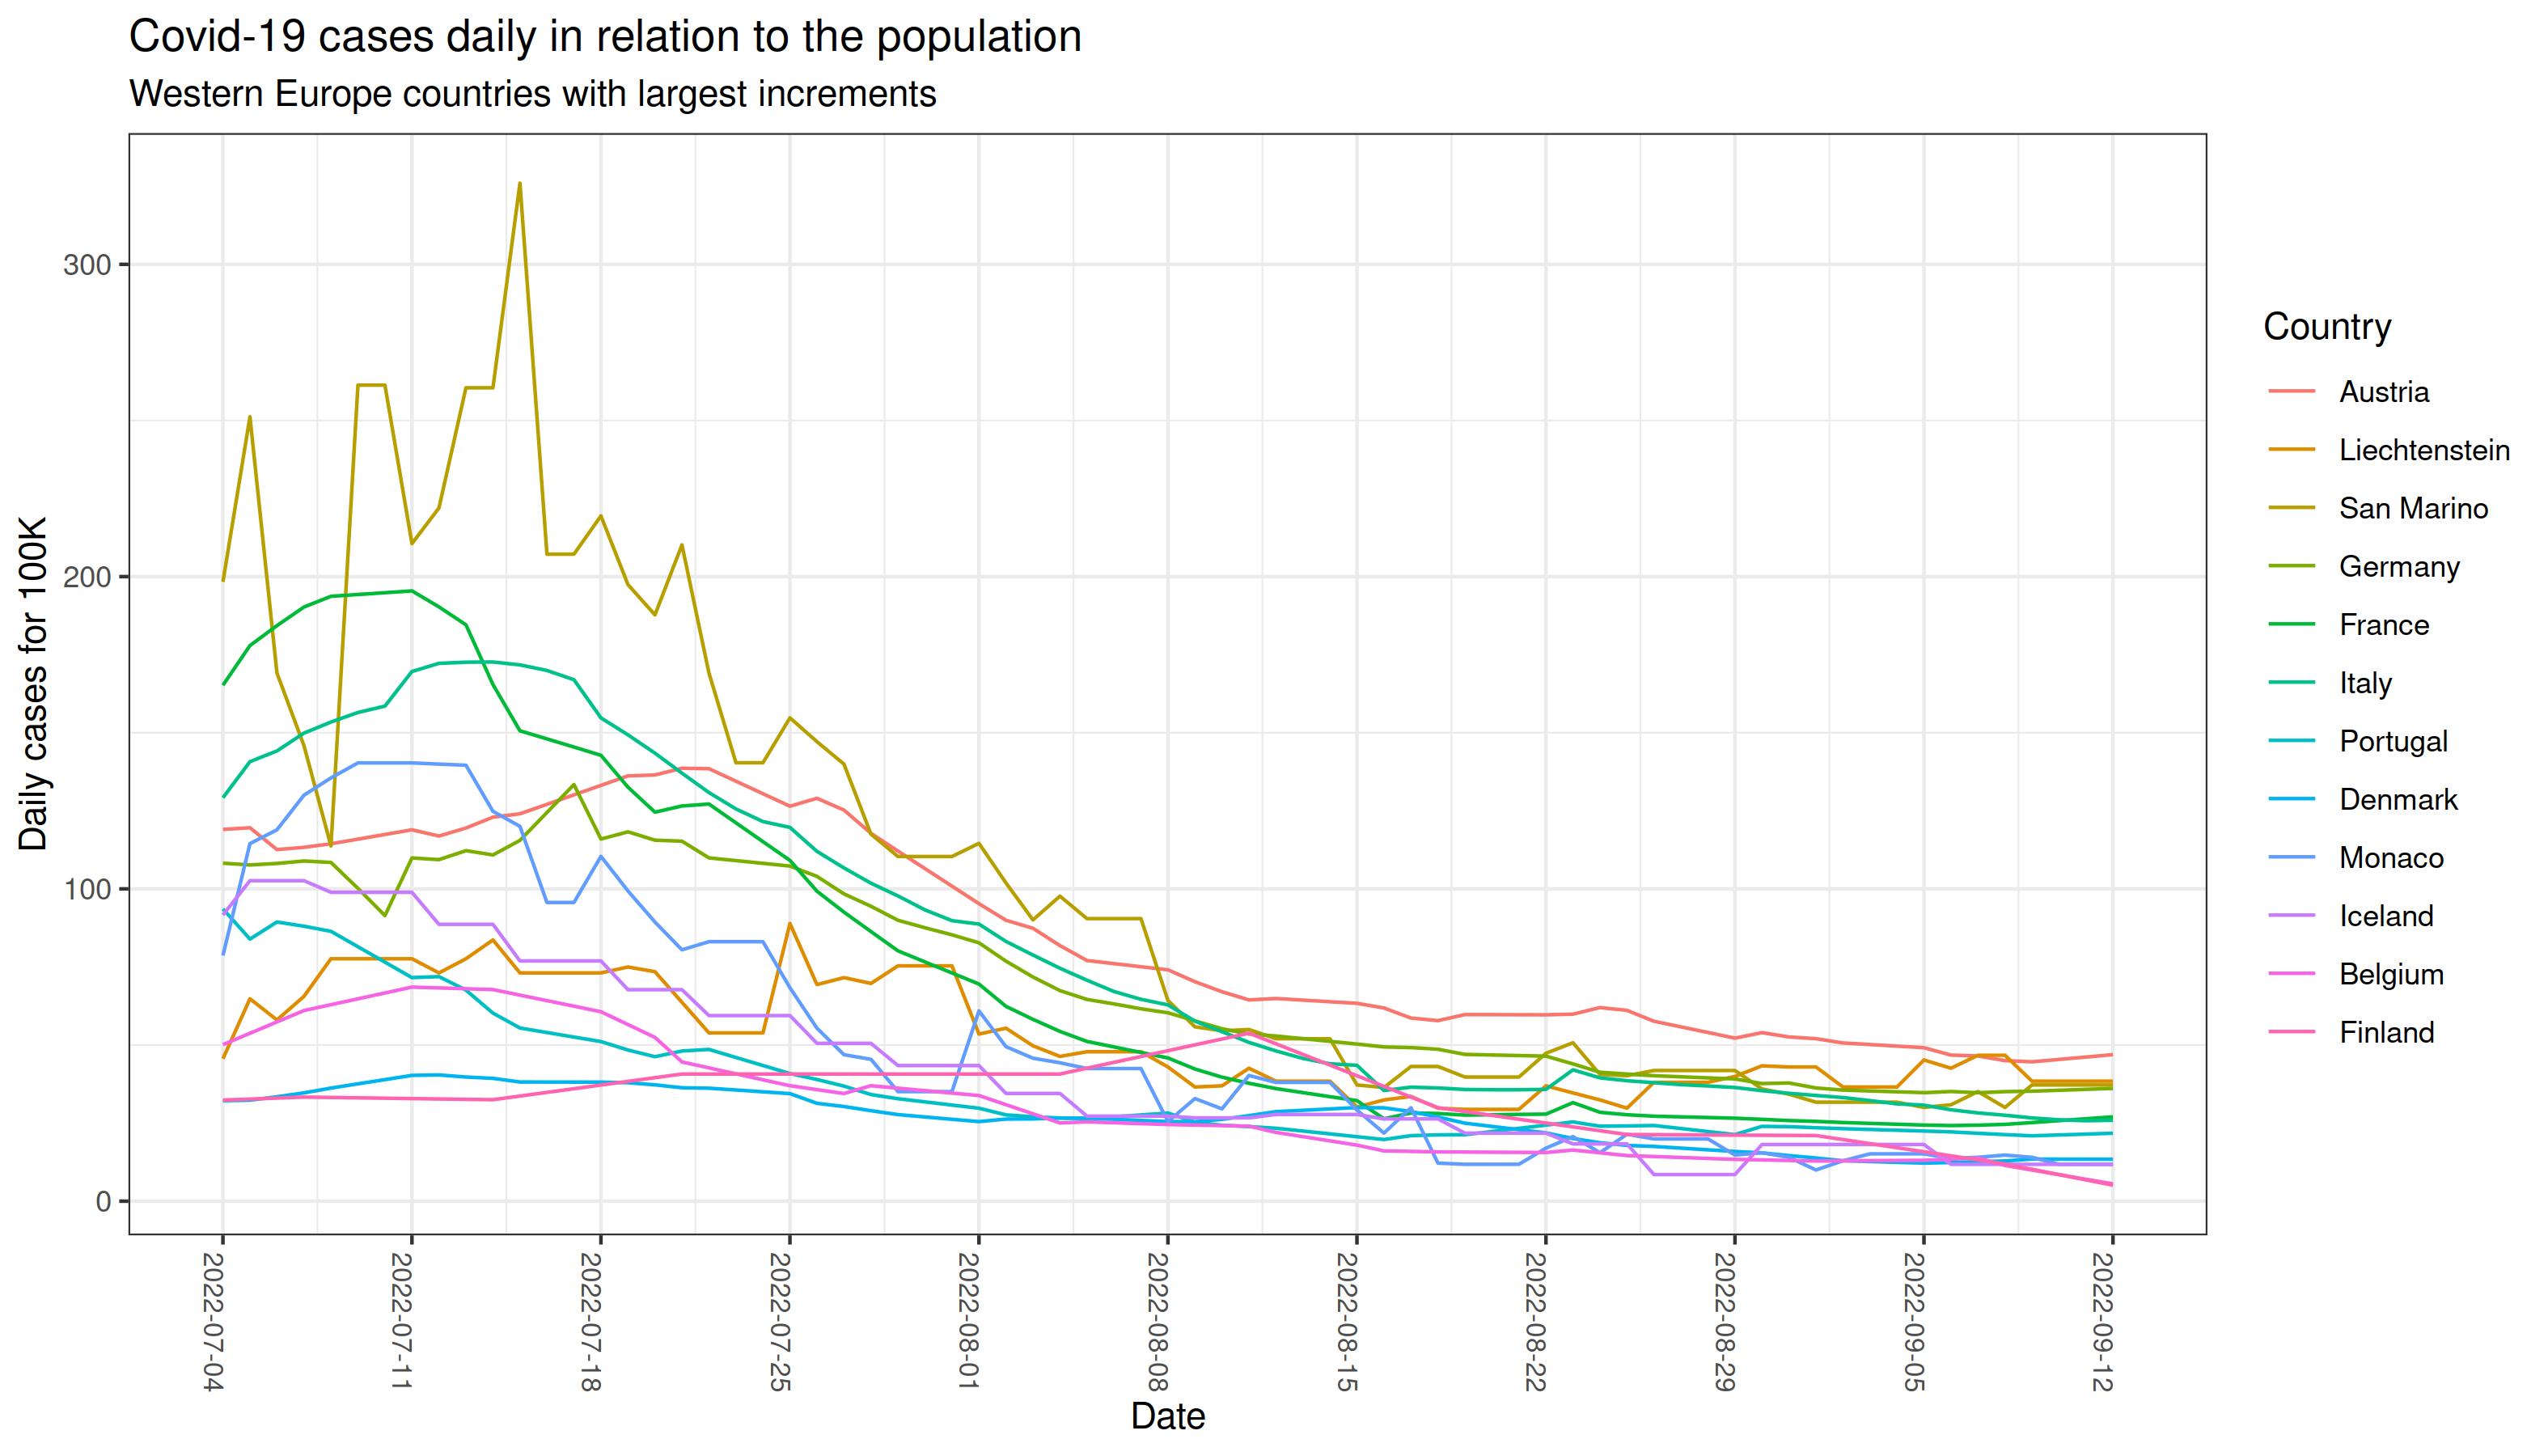 Covid-19 cases daily in relation to the population
Western Europe countries with largest increments
Daily cases for 100K
300
200
100
0
2022-07-04
2022-07-11
2022-07-18
2022-07-25
2022-08-01
2022-08-08
2022-08-15
2022-08-22
2022-08-29
2022-09-05
2022-09-12
Date
Country
Austria
Liechtenstein
San Marino
Germany
France
Italy
Portugal
Denmark
Monaco
Iceland
Belgium
Finland